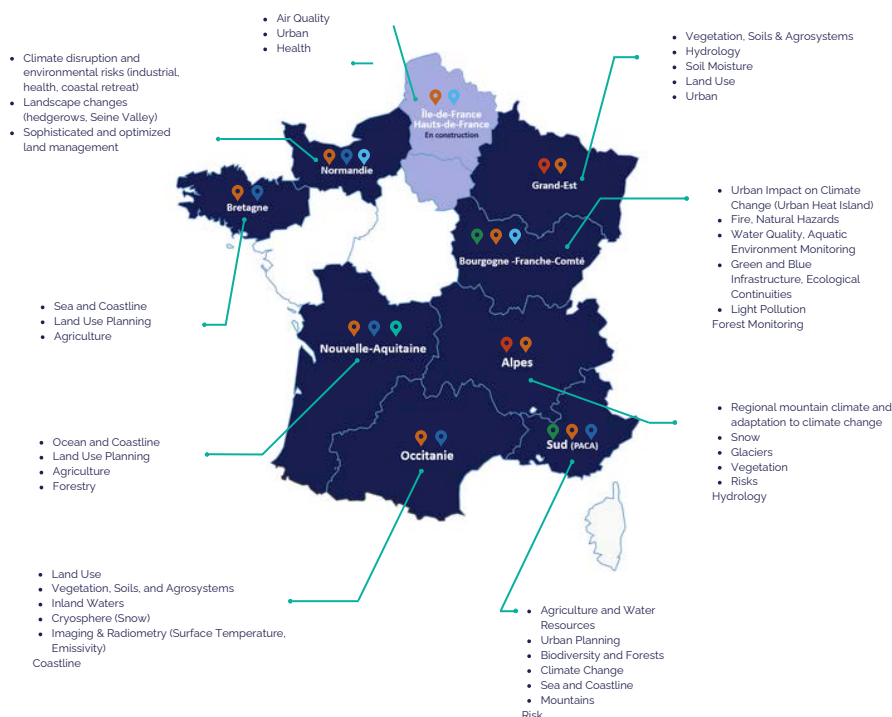 Air Quality
Urban
Health
Climate disruption and
environmental risks (industrial,
health, coastal retreat)
Landscape changes
(hedgerows, Seine Valley)
Sophisticated and optimized
land management
Vegetation, Soils & Agrosystems
Hydrology
Soil Moisture
Land Use
Urban
Île-de-France
Hauts-de-France
En construction
Normandie
Grand-Est
Bretagne
Urban Impact on Climate
Change (Urban Heat Island)
Fire, Natural Hazards
Water Quality, Aquatic
Environment Monitoring
Green and Blue
Infrastructure, Ecological
Continuities
Light Pollution
Forest Monitoring
Bourgogne -Franche-Comté
Sea and Coastline
Land Use Planning
Agriculture
Nouvelle-Aquitaine
Alpes
Regional mountain climate and
adaptation to climate change
Snow
Glaciers
Vegetation
Risks
Hydrology
Ocean and Coastline
Land Use Planning
Agriculture
Forestry
Occitanie
Sud (PACA)
Land Use
Vegetation, Soils, and Agrosystems
Inland Waters
Cryosphere (Snow)
Imaging & Radiometry (Surface Temperature,
Emissivity)
Coastline
Agriculture and Water
Resources
Urban Planning
Biodiversity and Forests
Climate Change
Sea and Coastline
Mountains
Risk